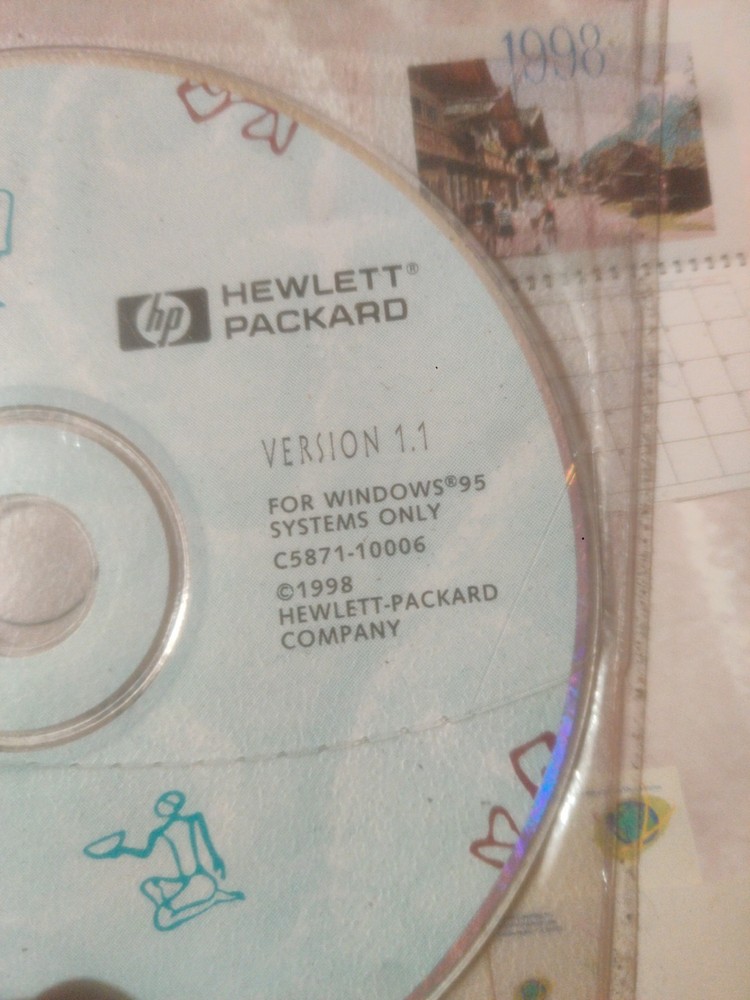 1998
hp
HEWLETT®
PACKARD
VERSION 1.1
FOR WINDOWS®95
SYSTEMS ONLY
C5871-10006
©1998
HEWLETT-PACKARD
COMPANY